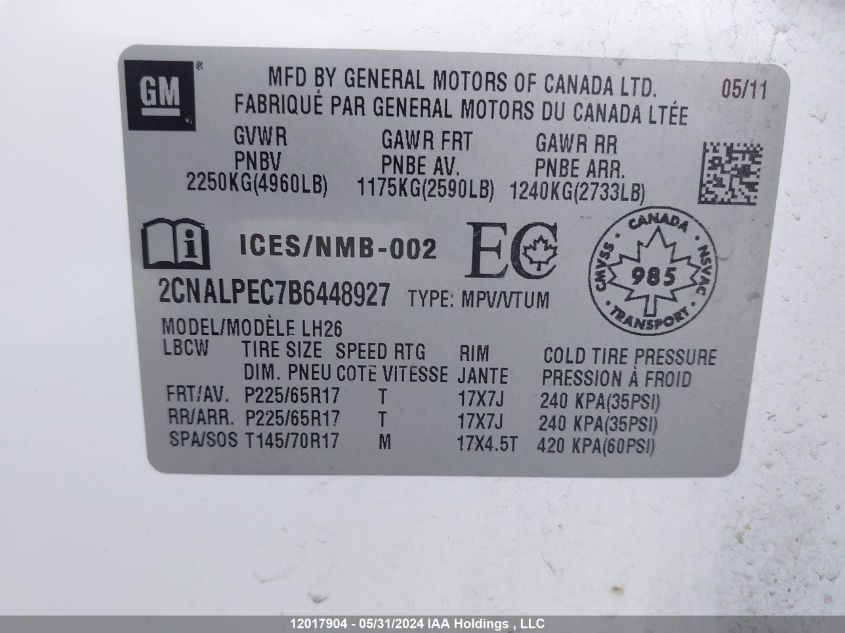 GM ®
MFD BY GENERAL MOTORS OF CANADA LTD. 05/11
FABRIQUÉ PAR GENERAL MOTORS DU CANADA LTÉE
GVWR GAWR FRT GAWR RR
PNBV PNBE AV. PNBE ARR.
2250KG(4960LB) 1175KG(2590LB) 1240KG(2733LB)
i ICES/NMB-002 EC
CANADA
CMVSS 985 NSVAC
TRANSPORT
2CNALPEC7B6448927 TYPE: MPV/VTUM
MODEL/MODÈLE LH26
LBCW TIRE SIZE SPEED RTG RIM COLD TIRE PRESSURE
DIM. PNEU COTE VITESSE JANTE PRESSION À FROID
FRT/AV. P225/65R17 T 17X7J 240 KPA(35PSI)
RR/ARR. P225/65R17 T 17X7J 240 KPA(35PSI)
SPA/SOS T145/70R17 M 17X4.5T 420 KPA(60PSI)
12017904 - 05/31/2024 IAA Holdings , LLC